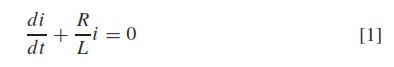 di/dt + R/L i = 0 [1]